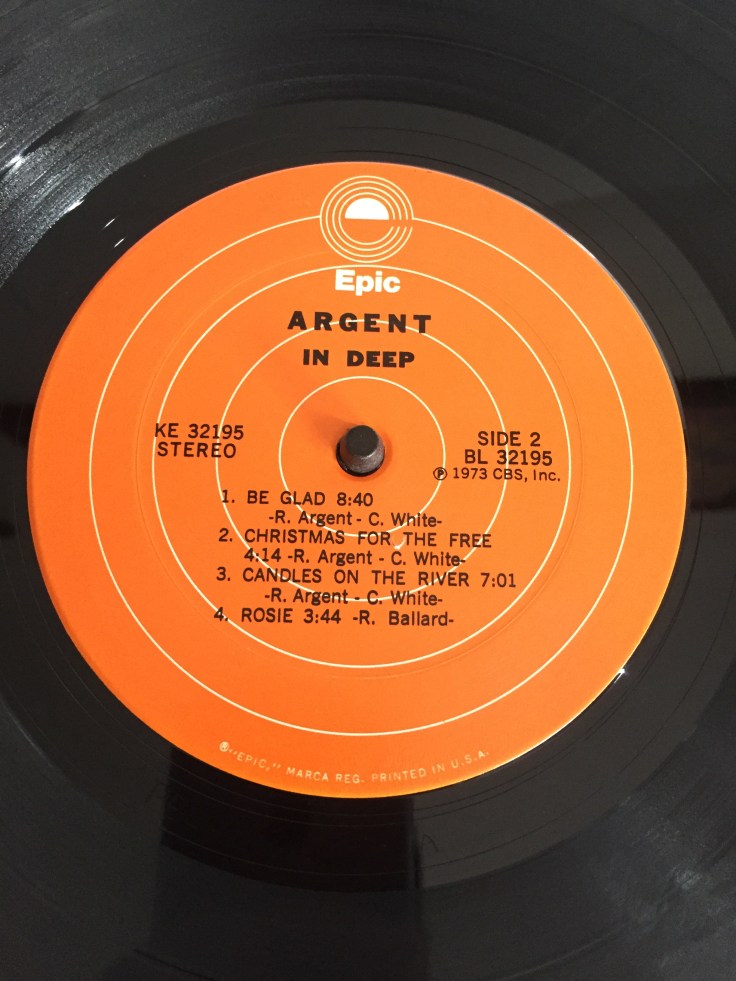 Epic
ARGENT
IN DEEP
KE 32195
STEREO
SIDE 2
BL 32195
Ⓟ 1973 CBS, Inc.
1. BE GLAD 8:40
-R. Argent - C. White-
2. CHRISTMAS FOR THE FREE
4:14 -R. Argent - C. White-
3. CANDLES ON THE RIVER 7:01
-R. Argent - C. White-
4. ROSIE 3:44 -R. Ballard-
®"EPIC," MARCA REG. PRINTED IN U.S.A.